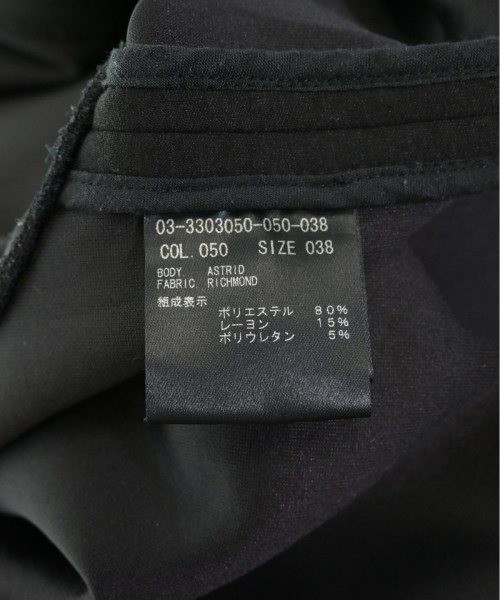 03-3303050-050-038
COL.050 SIZE 038
BODY. ASTRID
FABRIC. RICHMOND
組成表示
ポリエステル 80%
レーヨン 15%
ポリウレタン 5%